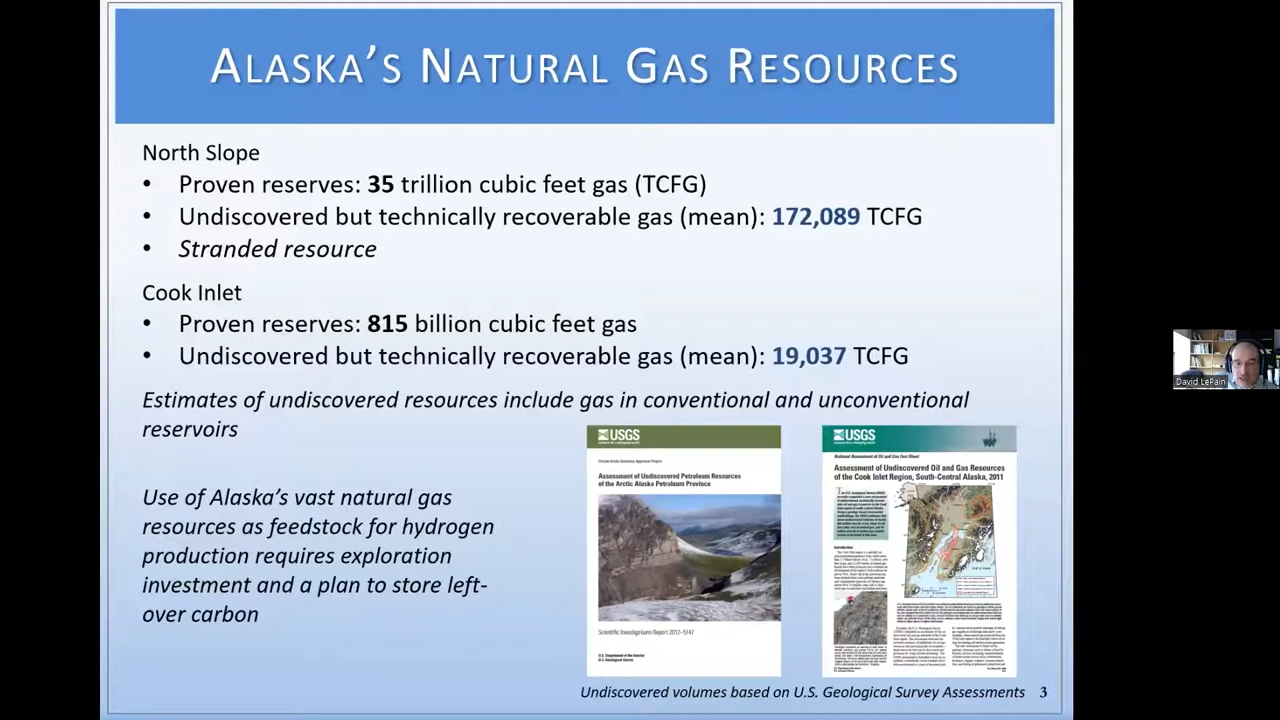 ALASKA'S NATURAL GAS RESOURCES
North Slope
• Proven reserves: 35 trillion cubic feet gas (TCFG)
• Undiscovered but technically recoverable gas (mean): 172,089 TCFG
• Stranded resource
Cook Inlet
• Proven reserves: 815 billion cubic feet gas
• Undiscovered but technically recoverable gas (mean): 19,037 TCFG
Estimates of undiscovered resources include gas in conventional and unconventional
reservoirs
Use of Alaska's vast natural gas
resources as feedstock for hydrogen
production requires exploration
investment and a plan to store left-
over carbon
USGS
Circum-Arctic Resource Appraisal Project
Assessment of Undiscovered Petroleum Resources
of the Arctic Alaska Petroleum Province
Scientific Investigations Report 2012–5147
U.S. Department of the Interior
U.S. Geological Survey
USGS
National Assessment of Oil and Gas Fact Sheet
Assessment of Undiscovered Oil and Gas Resources
of the Cook Inlet Region, South-Central Alaska, 2011
Introduction
Undiscovered volumes based on U.S. Geological Survey Assessments 3
David LePain